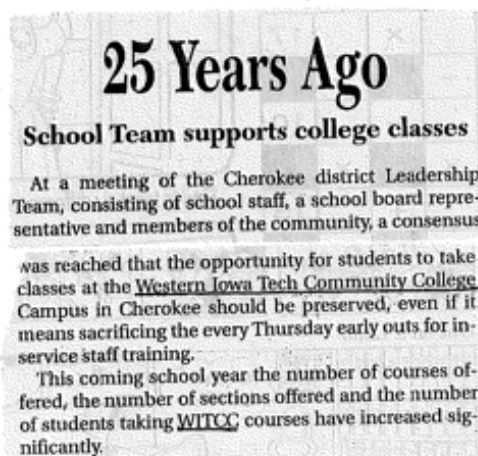 25 Years Ago
School Team supports college classes
At a meeting of the Cherokee district Leadership
Team, consisting of school staff, a school board repre-
sentative and members of the community, a consensus
was reached that the opportunity for students to take
classes at the Western Iowa Tech Community College
Campus in Cherokee should be preserved, even if it
means sacrificing the every Thursday early outs for in-
service staff training.
This coming school year the number of courses of-
fered, the number of sections offered and the number
of students taking WITCC courses have increased sig-
nificantly.